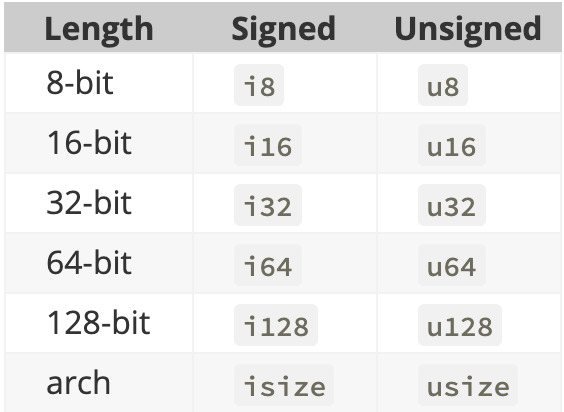 Length Signed Unsigned
8-bit i8 u8
16-bit i16 u16
32-bit i32 u32
64-bit i64 u64
128-bit i128 u128
arch isize usize